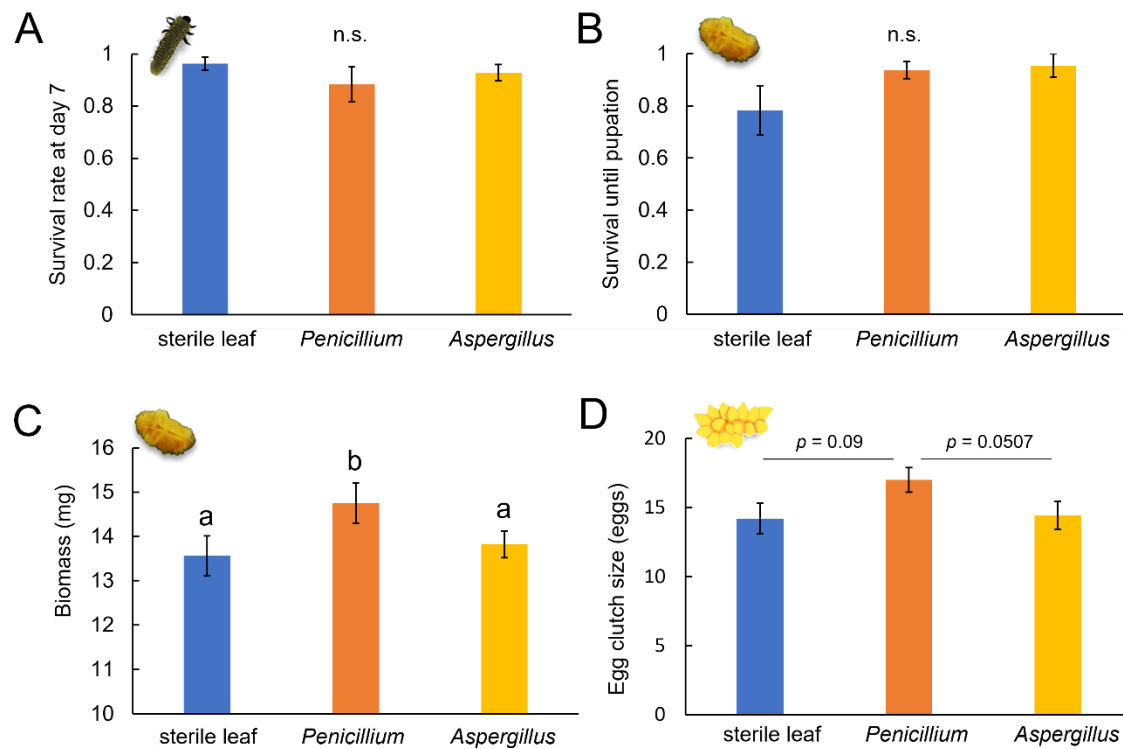 A
n.s.
Survival rate at day 7
1
0.8
0.6
0.4
0.2
0
sterile leaf
Penicillium
Aspergillus
B
n.s.
Survival until pupation
1
0.8
0.6
0.4
0.2
0
sterile leaf
Penicillium
Aspergillus
C
Biomass (mg)
16
15
14
13
12
11
10
a
b
a
sterile leaf
Penicillium
Aspergillus
D
p = 0.09
p = 0.0507
Egg clutch size (eggs)
20
15
10
5
0
sterile leaf
Penicillium
Aspergillus